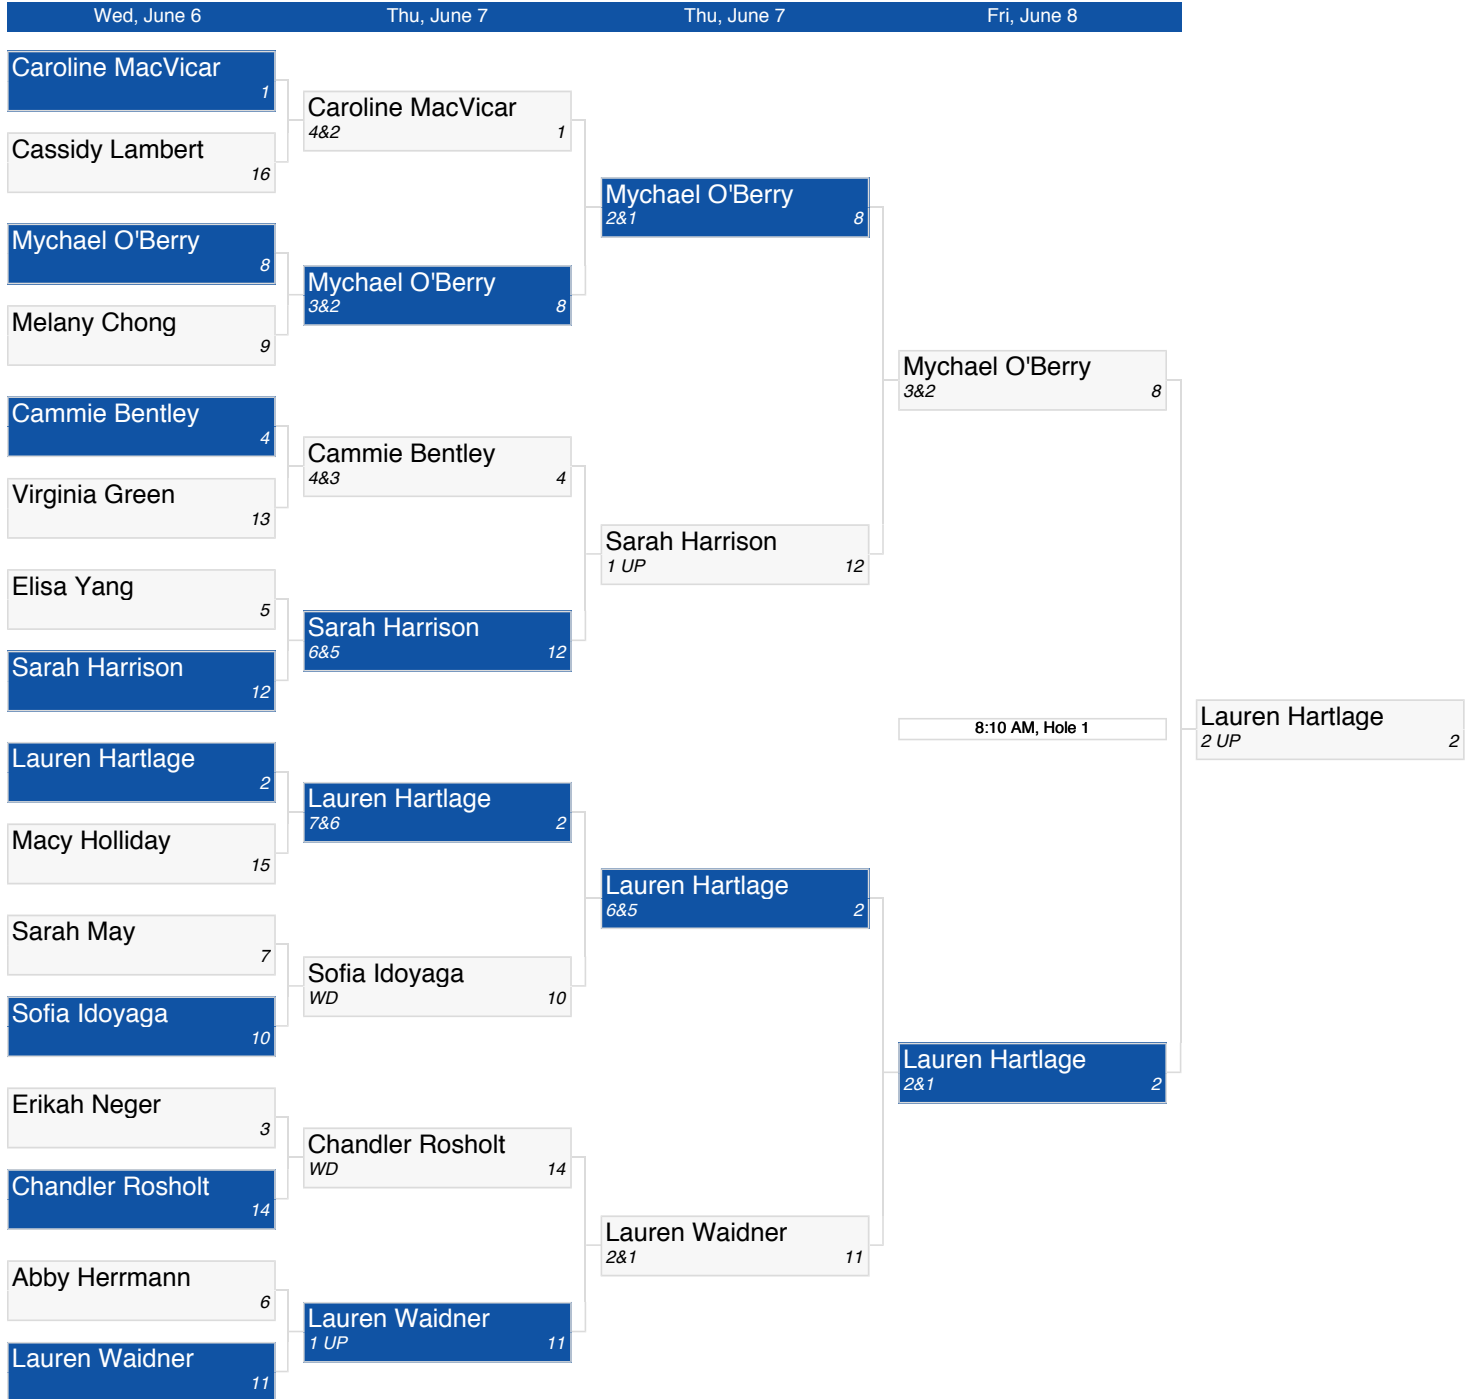 Wed, June 6
Thu, June 7
Thu, June 7
Fri, June 8
Caroline MacVicar
1
Cassidy Lambert
16
Mychael O'Berry
8
Melany Chong
9
Cammie Bentley
4
Virginia Green
13
Elisa Yang
5
Sarah Harrison
12
Lauren Hartlage
2
Macy Holliday
15
Sarah May
7
Sofia Idoyaga
10
Erikah Neger
3
Chandler Rosholt
14
Abby Herrmann
6
Lauren Waidner
11
Caroline MacVicar
4&2 1
Mychael O'Berry
3&2 8
Cammie Bentley
4&3 4
Sarah Harrison
6&5 12
Lauren Hartlage
7&6 2
Sofia Idoyaga
WD 10
Chandler Rosholt
WD 14
Lauren Waidner
1 UP 11
Mychael O'Berry
2&1 8
Sarah Harrison
1 UP 12
Lauren Hartlage
6&5 2
Lauren Waidner
2&1 11
Mychael O'Berry
3&2 8
8:10 AM, Hole 1
Lauren Hartlage
2&1 2
Lauren Hartlage
2 UP 2